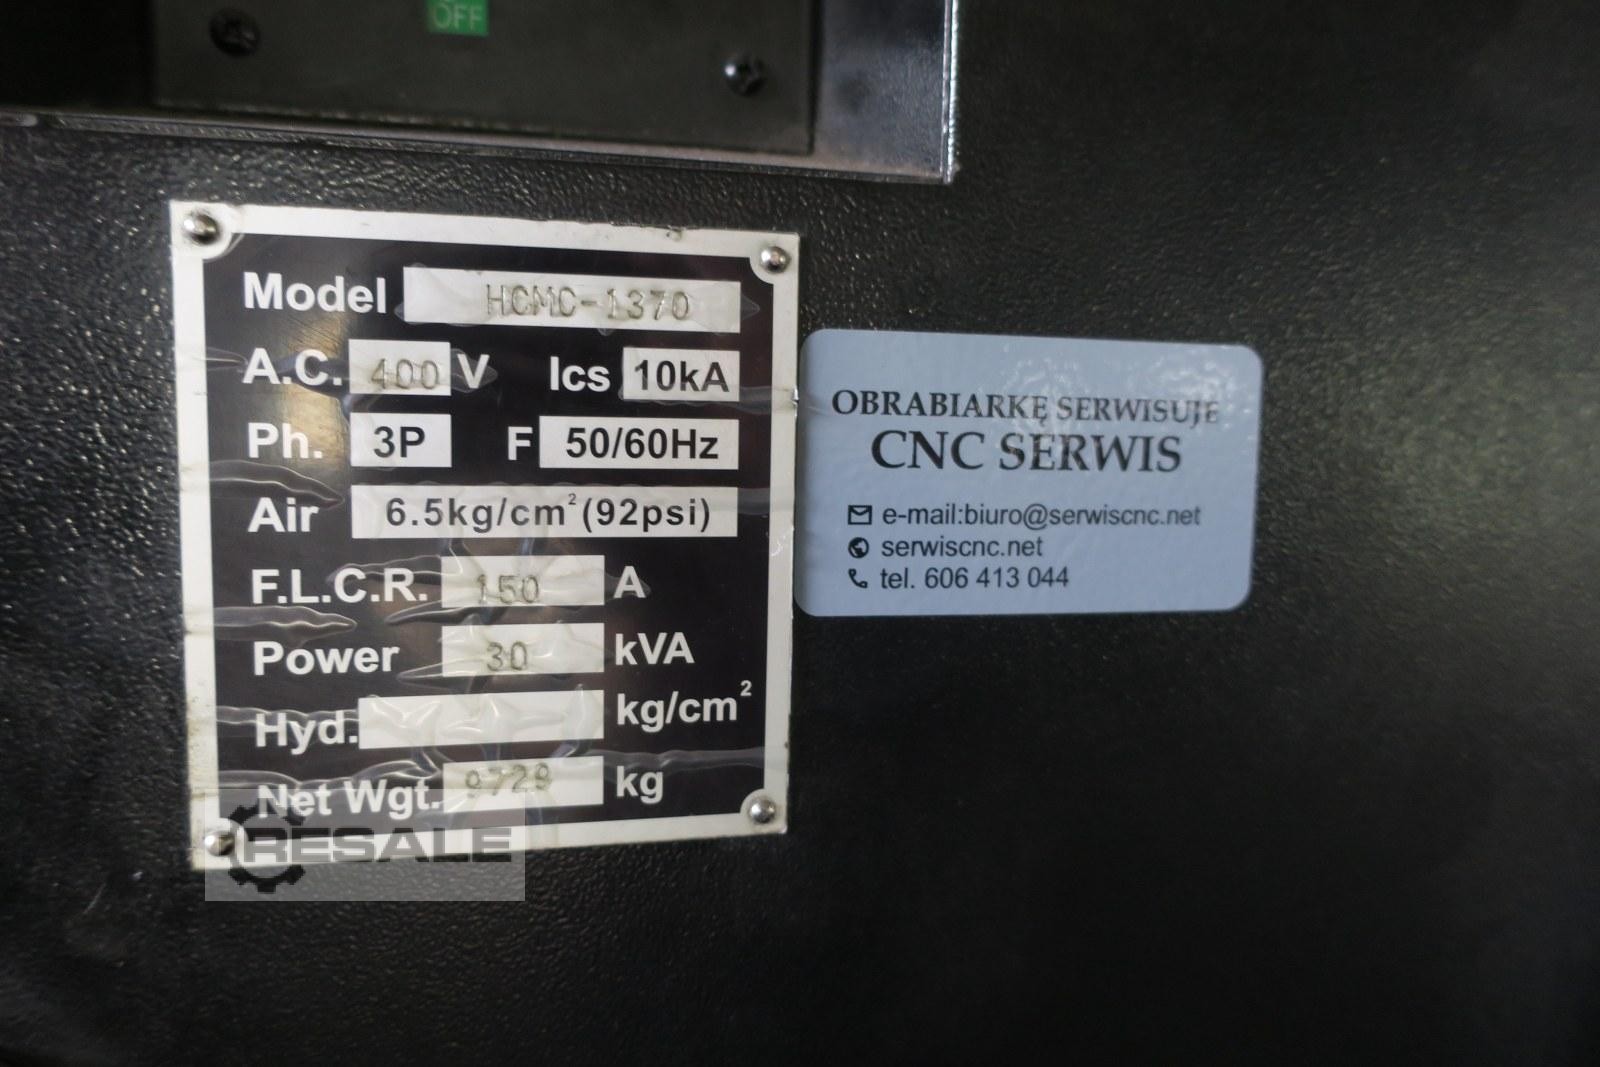 OFF
Model HCMC-1370
A.C. 400 V Ics 10kA
Ph. 3P F 50/60Hz
Air 6.5kg/cm²(92psi)
F.L.C.R. 150 A
Power 30 kVA
Hyd. kg/cm²
Net Wgt. 9729 kg
RESALE
OBRABIARKĘ SERWISUJE
CNC SERWIS
e-mail:biuro@serwiscnc.net
serwiscnc.net
tel. 606 413 044